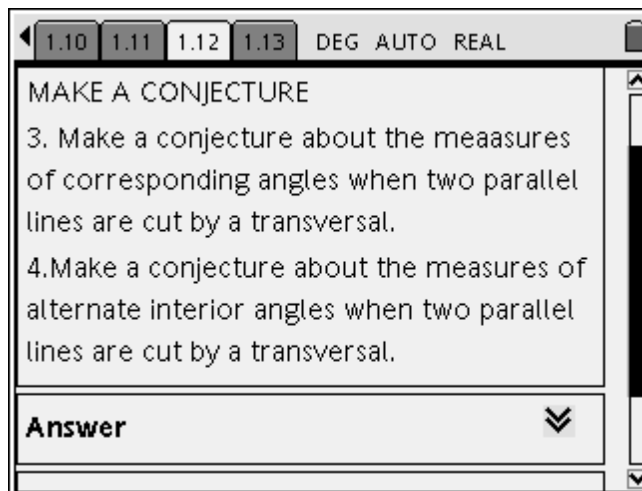 1.10 1.11 1.12 1.13 DEG AUTO REAL
MAKE A CONJECTURE
3. Make a conjecture about the meaasures
of corresponding angles when two parallel
lines are cut by a transversal.
4.Make a conjecture about the measures of
alternate interior angles when two parallel
lines are cut by a transversal.
Answer